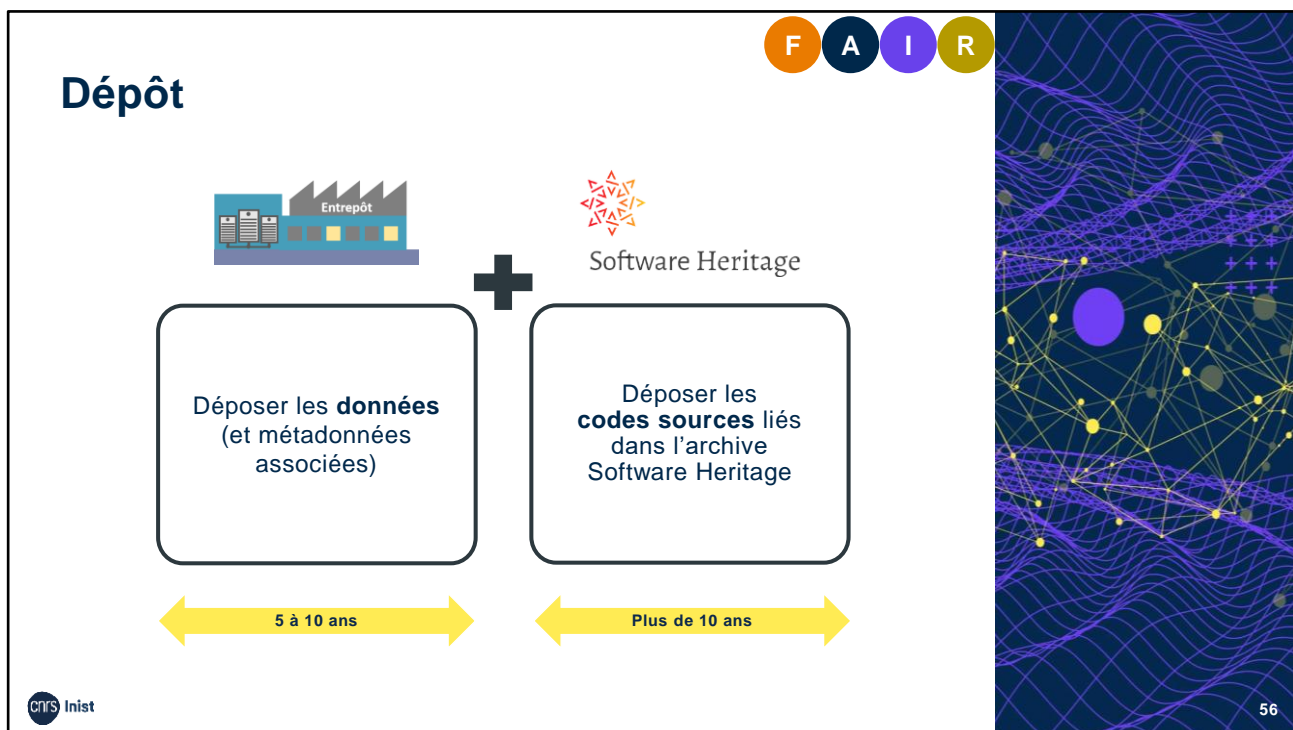 F A I R
Dépôt
Entrepôt
Software Heritage
Déposer les données
(et métadonnées
associées)
Déposer les
codes sources liés
dans l’archive
Software Heritage
5 à 10 ans
Plus de 10 ans
cnrs Inist
56